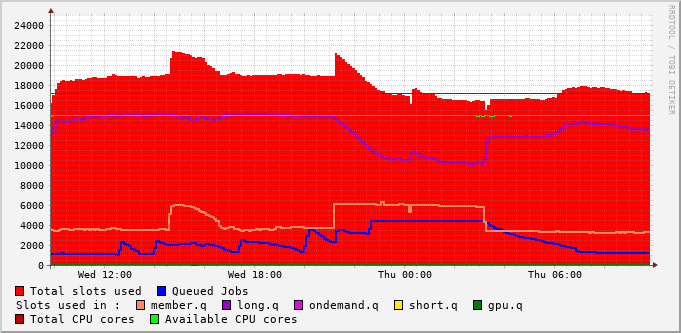 24000
22000
20000
18000
16000
14000
12000
10000
8000
6000
4000
2000
0
Wed 12:00 Wed 18:00 Thu 00:00 Thu 06:00
Total slots used Queued Jobs
Slots used in : member.q long.q ondemand.q short.q gpu.q
Total CPU cores Available CPU cores
RRDTOOL / TOBI OETIKER